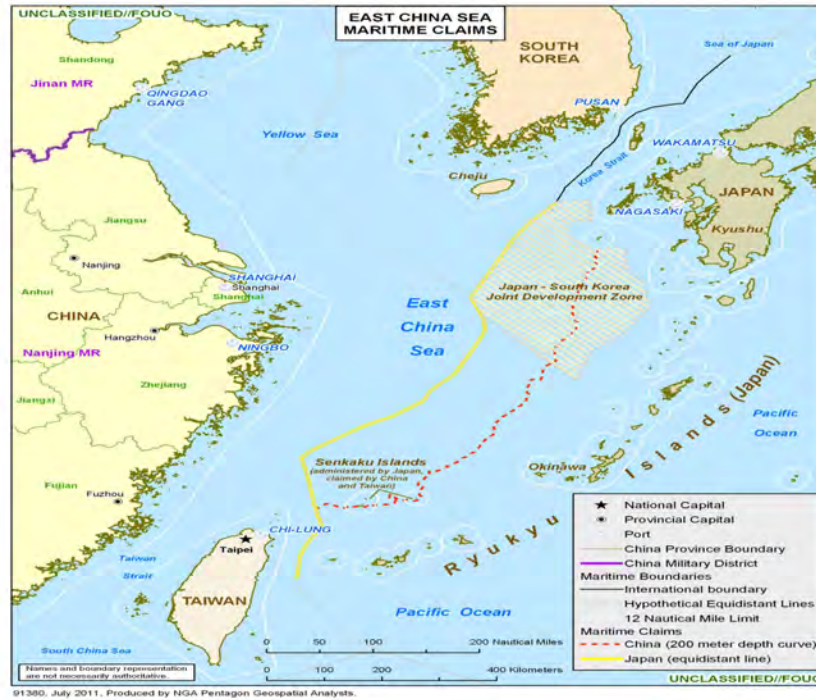 UNCLASSIFIED//FOUO
EAST CHINA SEA
MARITIME CLAIMS
Shandong
Jinan MR
QINGDAO
GANG
Yellow Sea
SOUTH
KOREA
Sea of Japan
PUSAN
Korea Strait
WAKAMATSU
Cheju
JAPAN
NAGASAKI
Kyushu
Jiangsu
Nanjing
SHANGHAI
Shanghai
Shanghai
Anhui
CHINA
Hangzhou
NINGBO
Nanjing MR
Zhejiang
Jiangxi
East
China
Sea
Japan - South Korea
Joint Development Zone
Pacific
Ocean
Ryukyu Islands (Japan)
Okinawa
Senkaku Islands
(administered by Japan,
claimed by China
and Taiwan)
Fujian
Fuzhou
CHI-LUNG
Taipei
Taiwan
Strait
TAIWAN
Pacific Ocean
South China Sea
National Capital
Provincial Capital
Port
China Province Boundary
China Military District
Maritime Boundaries
International boundary
Hypothetical Equidistant Lines
12 Nautical Mile Limit
Maritime Claims
China (200 meter depth curve)
Japan (equidistant line)
0 50 100 200 Nautical Miles
0 100 200 400 Kilometers
Names and boundary representation
are not necessarily authoritative.
UNCLASSIFIED//FOUO
91380, July 2011, Produced by NGA Pentagon Geospatial Analysts.